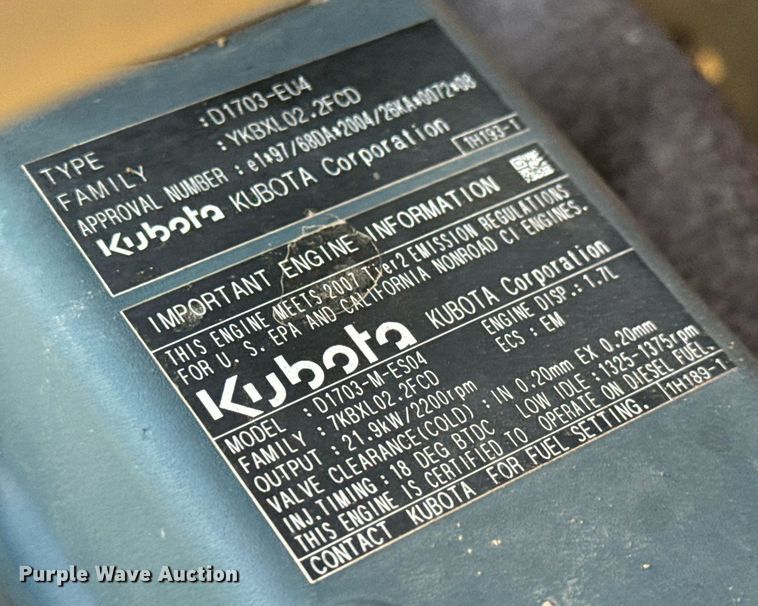 TYPE : D1703-EU4
FAMILY : YKBXL02.2FCD
APPROVAL NUMBER : e1*97/68DA*2004/26KA*0072*08
Kubota KUBOTA Corporation 1H193-1
IMPORTANT ENGINE INFORMATION
THIS ENGINE MEETS 2007 Tier2 EMISSION REGULATIONS
FOR U. S. EPA AND CALIFORNIA NONROAD CI ENGINES.
Kubota KUBOTA Corporation
MODEL : D1703-M-ES04 ENGINE DISP.: 1.7L
FAMILY : 7KBXL02.2FCD ECS : EM
OUTPUT : 21.9kW/2200rpm
VALVE CLEARANCE(COLD) : IN 0.20mm EX 0.20mm
INJ.TIMING : 18 DEG BTDC LOW IDLE :1325-1375rpm
THIS ENGINE IS CERTIFIED TO OPERATE ON DIESEL FUEL.
CONTACT KUBOTA FOR FUEL SETTING. 1H189-1
Purple Wave Auction